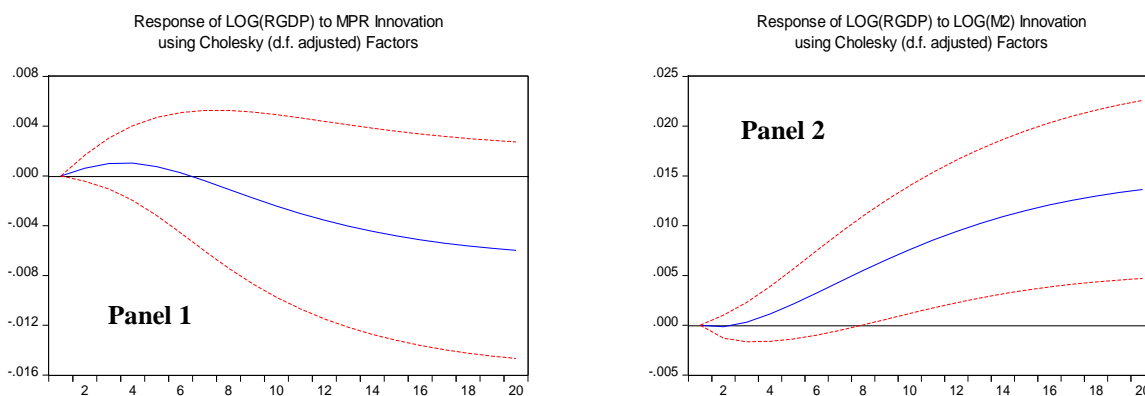 Response of LOG(RGDP) to MPR Innovation
using Cholesky (d.f. adjusted) Factors
.008
.004
.000
-.004
-.008
-.012
-.016
Panel 1
2 4 6 8 10 12 14 16 18 20
Response of LOG(RGDP) to LOG(M2) Innovation
using Cholesky (d.f. adjusted) Factors
.025
.020
.015
.010
.005
.000
-.005
Panel 2
2 4 6 8 10 12 14 16 18 20